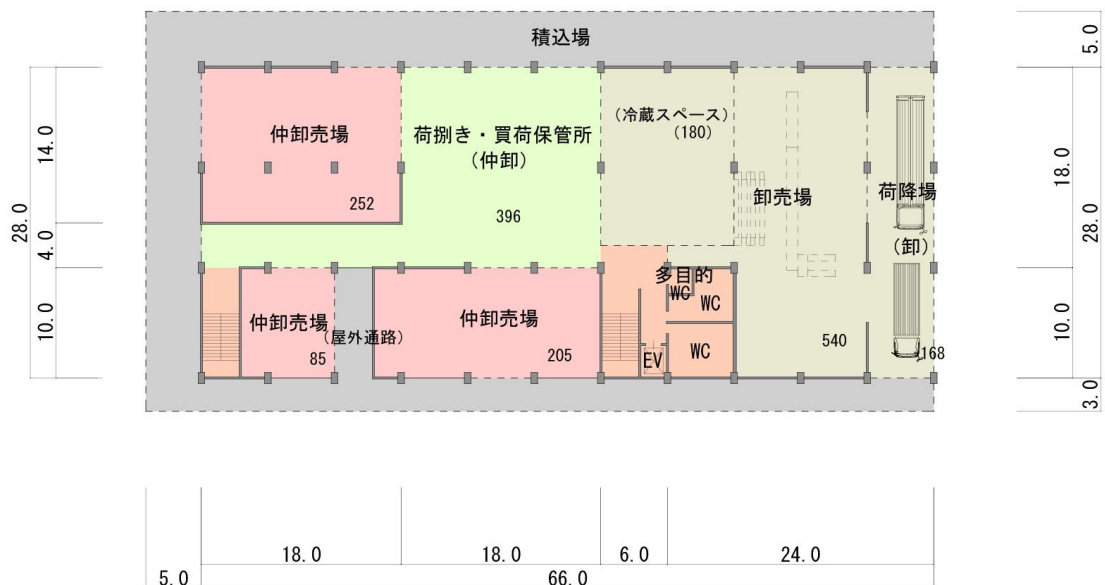 積込場
5.0
仲卸売場
252
荷捌き・買荷保管所
（仲卸）
396
（冷蔵スペース）
(180)
卸売場
540
荷降場
（卸）
168
14.0
4.0
10.0
28.0
18.0
10.0
28.0
3.0
多目的
WC
WC
WC
EV
仲卸売場
85
（屋外通路）
仲卸売場
205
18.0
18.0
6.0
24.0
5.0
66.0